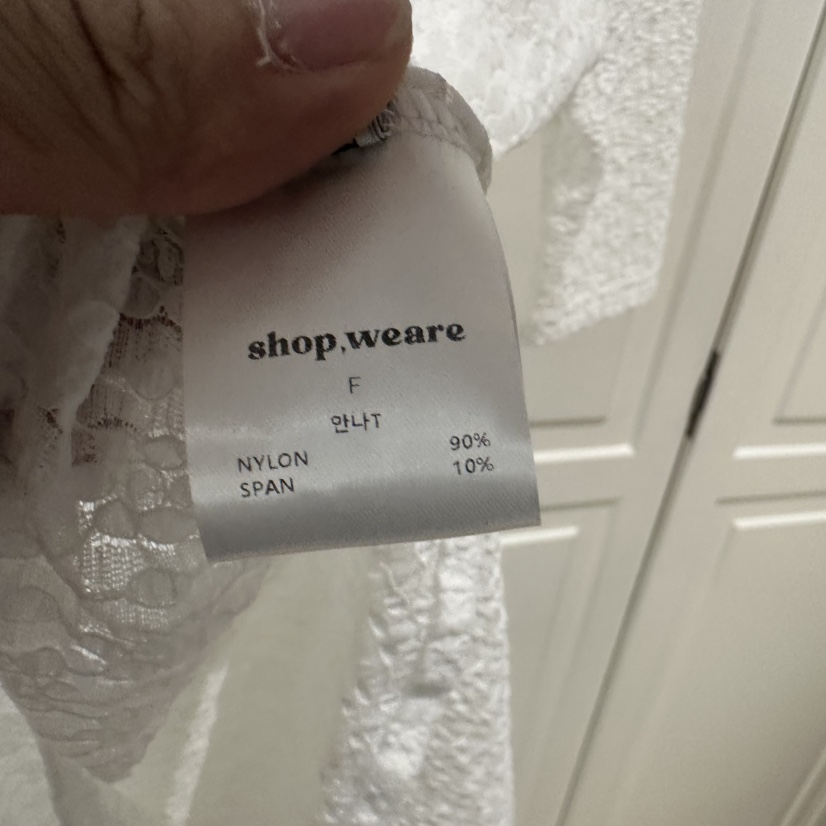 shop,weare
F
안나T
NYLON 90%
SPAN 10%